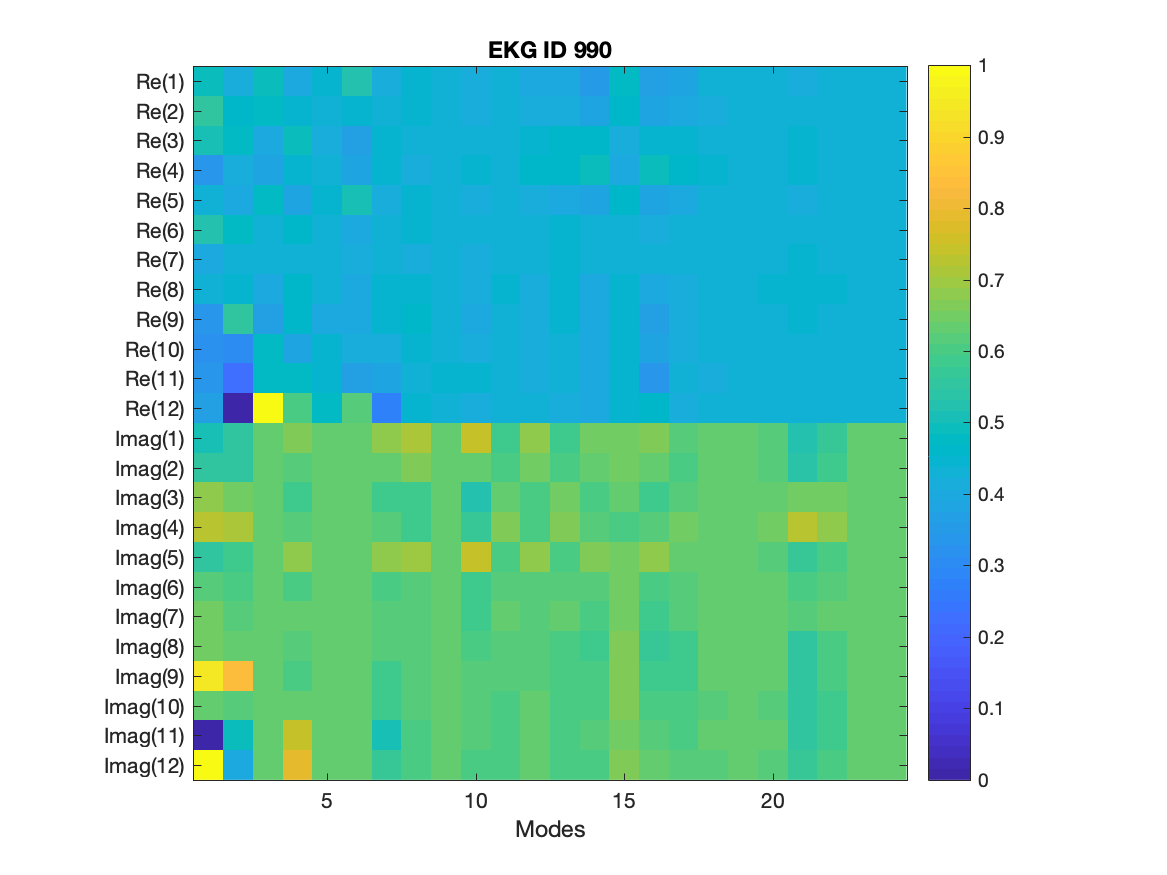 EKG ID 990
Re(1)
Re(2)
Re(3)
Re(4)
Re(5)
Re(6)
Re(7)
Re(8)
Re(9)
Re(10)
Re(11)
Re(12)
Imag(1)
Imag(2)
Imag(3)
Imag(4)
Imag(5)
Imag(6)
Imag(7)
Imag(8)
Imag(9)
Imag(10)
Imag(11)
Imag(12)
5 10 15 20
Modes
1
0.9
0.8
0.7
0.6
0.5
0.4
0.3
0.2
0.1
0